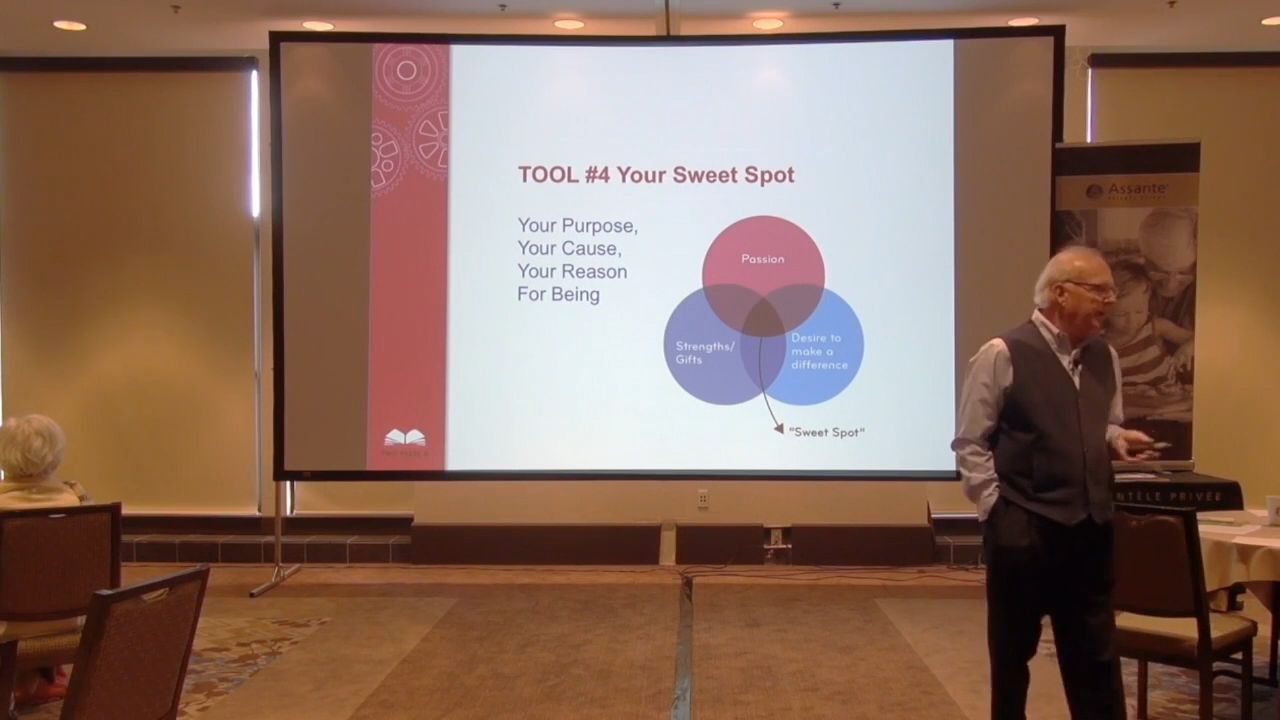 TOOL #4 Your Sweet Spot
Your Purpose,
Your Cause,
Your Reason
For Being
Passion
Strengths/
Gifts
Desire to
make a
difference
"Sweet Spot"
Assante
NTÈLE PRIVÉE